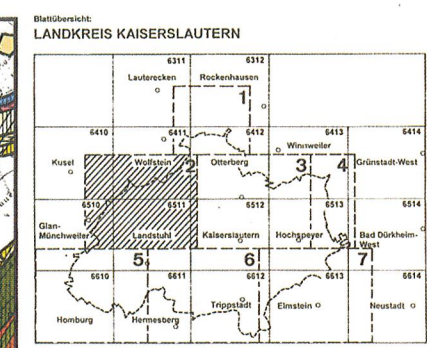 Blattübersicht:
LANDKREIS KAISERSLAUTERN
6311 6312
Lauterecken Rockenhausen
1
6410 6411 6412 6413 6414
Winnweiler
Kusel Wolfstein 2 Otterberg 3 4 Grünstadt-West
6510 6511 6512 6513 6514
Glan-Münchweiler Landstuhl Kaiserslautern Hochspeyer Bad Dürkheim-West
5 6 7
6610 6611 6612 6613 6614
Trippstadt Elmstein Neustadt
Homburg Hermesberg